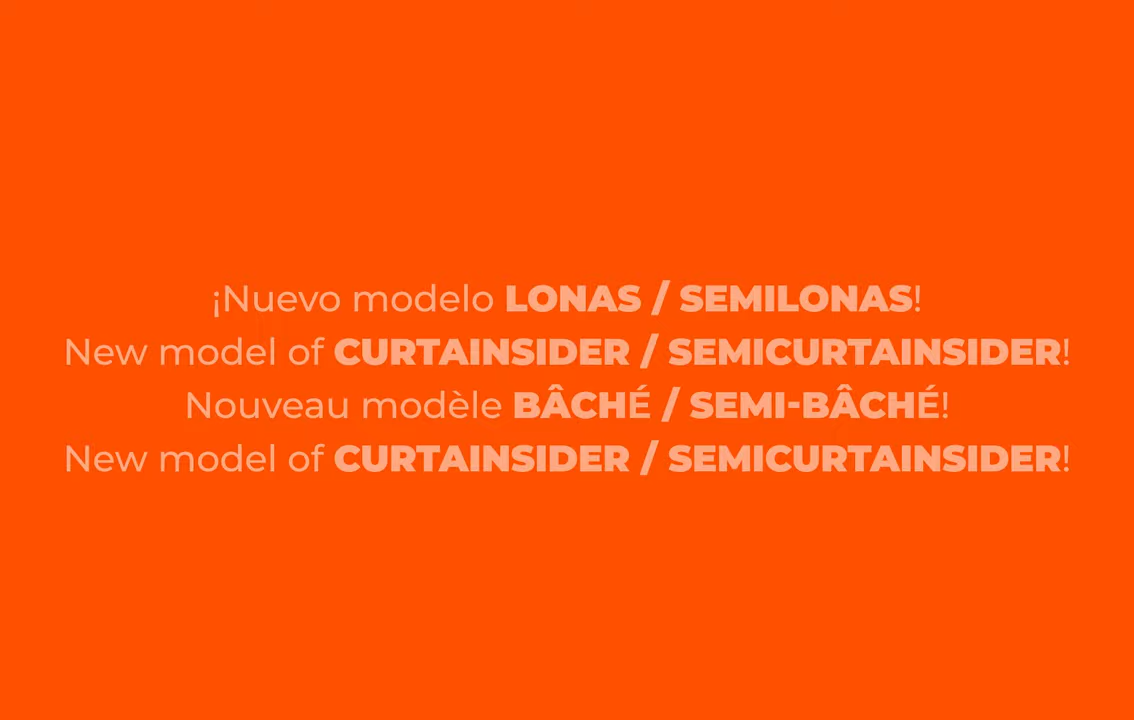 ¡Nuevo modelo LONAS / SEMILONAS!
New model of CURTAINSIDER / SEMICURTAINSIDER!
Nouveau modèle BÂCHÉ / SEMI-BÂCHÉ!
New model of CURTAINSIDER / SEMICURTAINSIDER!